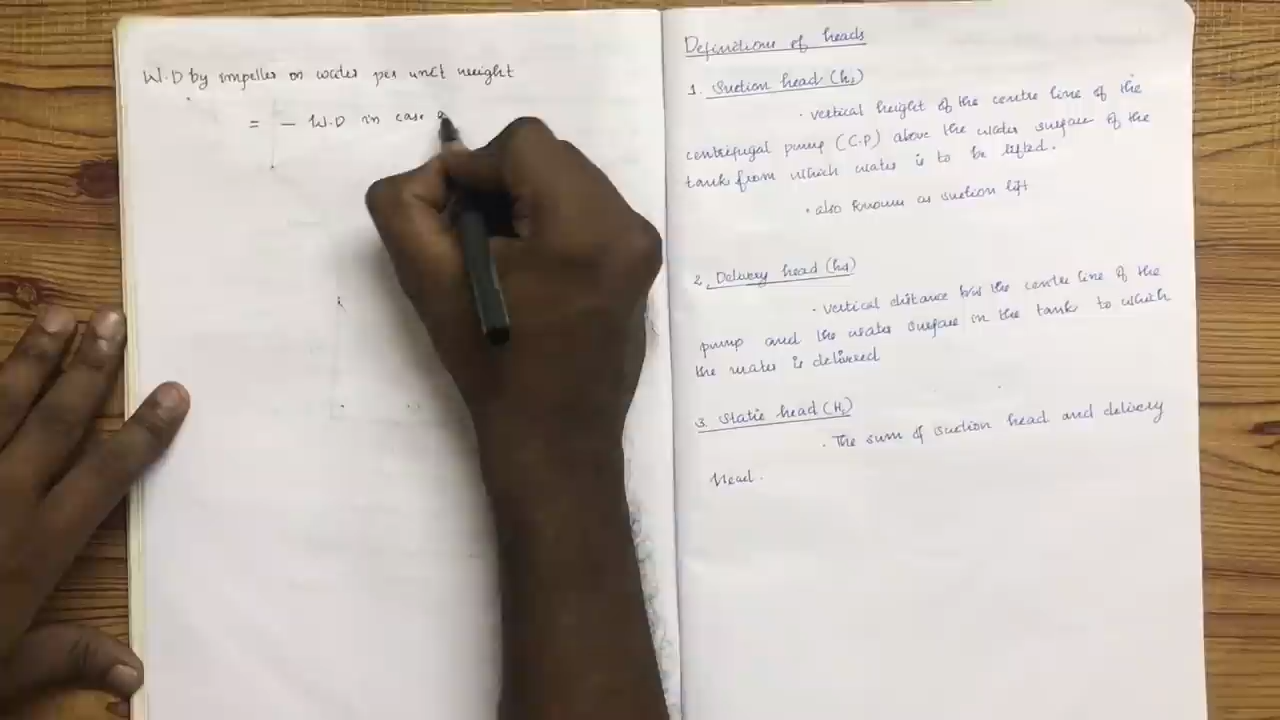 W.D by impeller on water per unit weight
= - W.D in case
Definitions of heads
1. Suction head (hs)
. vertical height of the centre line of the
centrifugal pump (C.P) above the water surface of the
tank from which water is to be lifted.
. also known as suction lift
2. Delivery head (hd)
. vertical distance b/w the centre line of the
pump and the water surface in the tank to which
the water is delivered
3. Static head (Hs)
. The sum of suction head and delivery
Head.